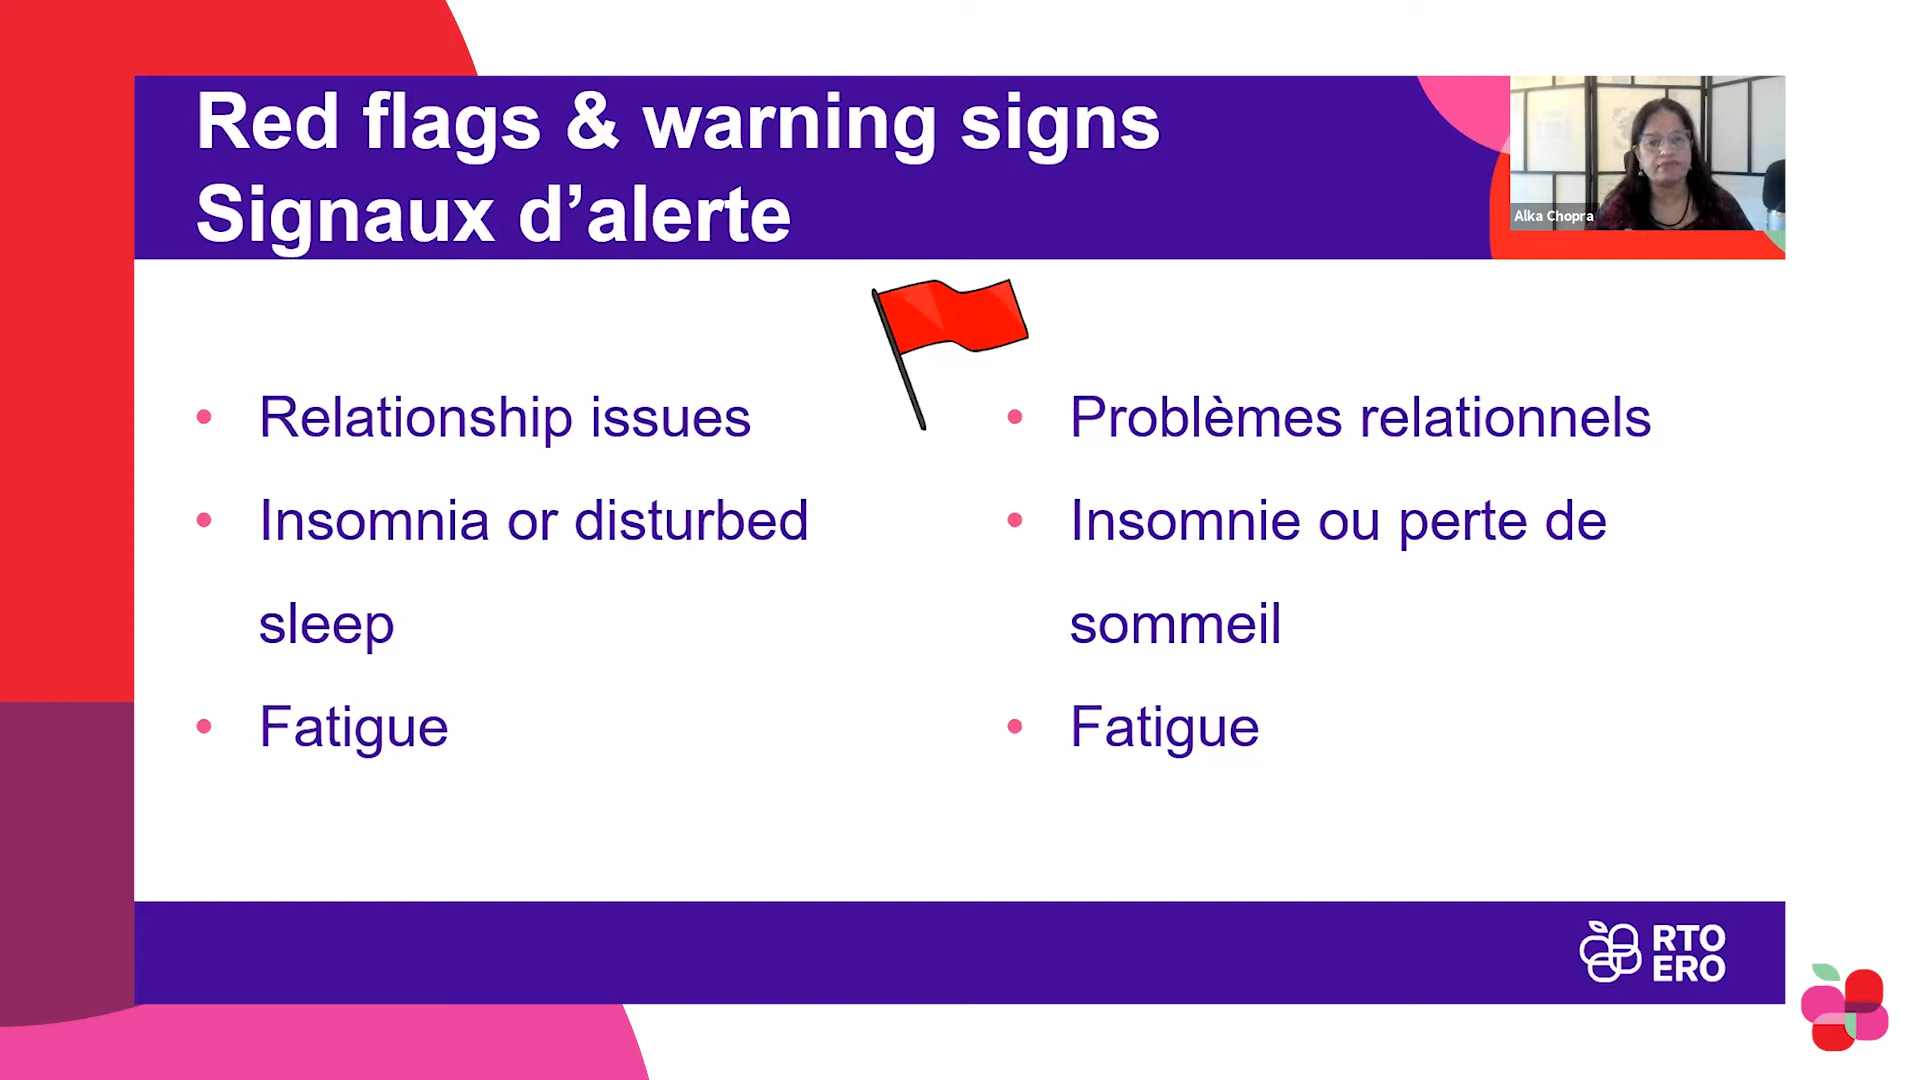 Red flags & warning signs
Signaux d’alerte
Alka Chopra
• Relationship issues
• Insomnia or disturbed
sleep
• Fatigue
• Problèmes relationnels
• Insomnie ou perte de
sommeil
• Fatigue
RTO
ERO